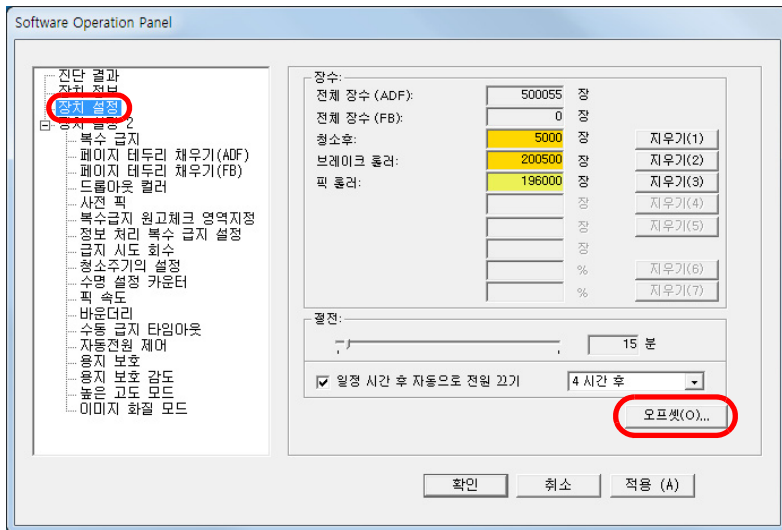 Software Operation Panel
진단 결과
장치 정보
장치 설정
장치 설정 2
복수 급지
페이지 테두리 채우기(ADF)
페이지 테두리 채우기(FB)
드롭아웃 컬러
사전 픽
복수급지 원고체크 영역지정
정보 처리 복수 급지 설정
급지 시도 회수
청소주기의 설정
수명 설정 카운터
픽 속도
바운더리
수동 급지 타임아웃
자동전원 제어
용지 보호
용지 보호 감도
높은 고도 모드
이미지 화질 모드
장수:
전체 장수 (ADF): 500055 장
전체 장수 (FB): 0 장
청소후: 5000 장 지우기(1)
브레이크 롤러: 200500 장 지우기(2)
픽 롤러: 196000 장 지우기(3)
장 지우기(4)
장 지우기(5)
장
% 지우기(6)
% 지우기(7)
절전:
15 분
일정 시간 후 자동으로 전원 끄기 4 시간 후
오프셋(O)...
확인 취소 적용 (A)